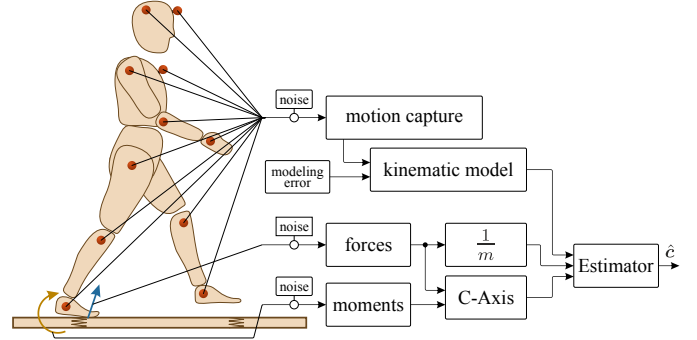 noise
motion capture
modeling
error
kinematic model
noise
forces
1
m
Estimator
ĉ
noise
moments
C-Axis